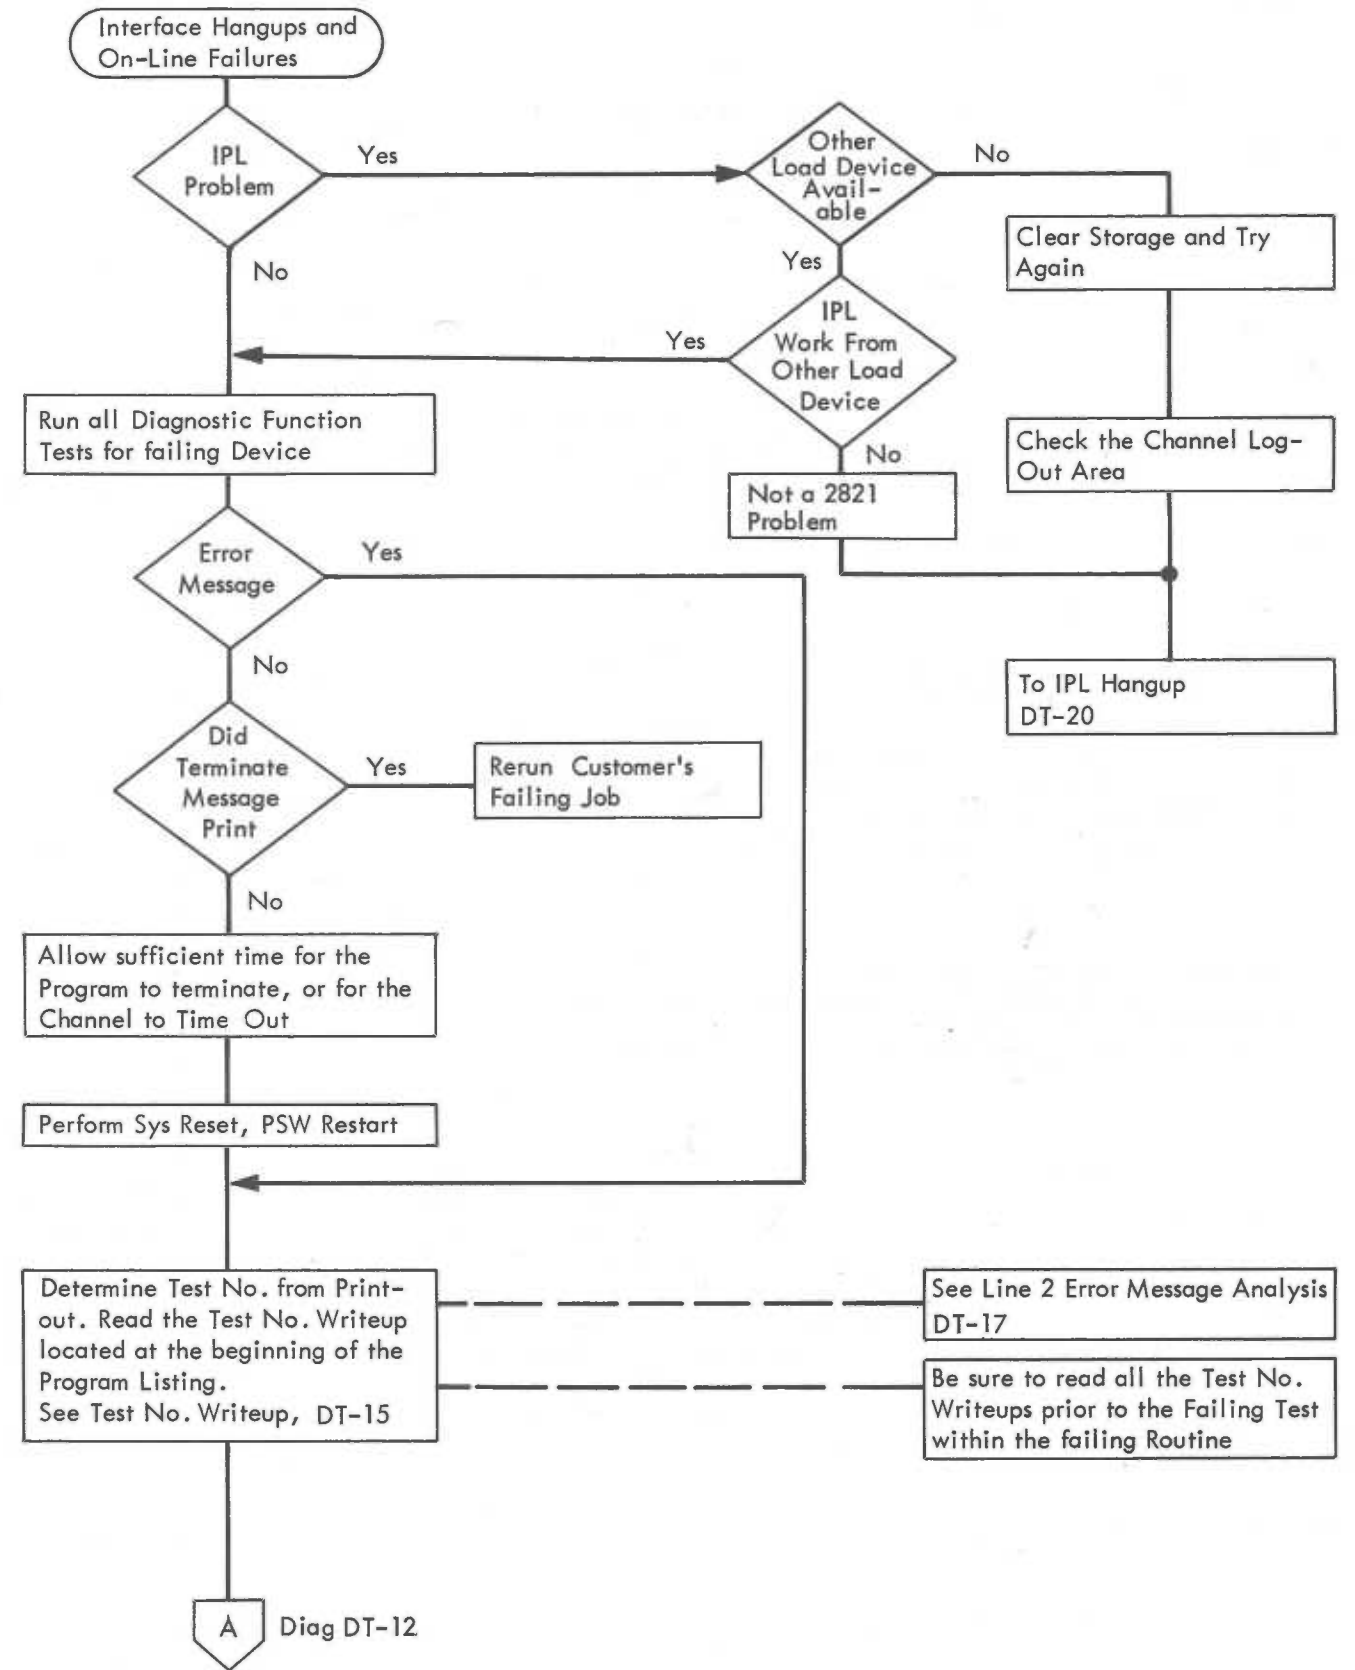 Interface Hangups and
On-Line Failures
IPL
Problem
Yes
No
Other
Load Device
Avail-
able
No
Yes
Clear Storage and Try
Again
IPL
Work From
Other Load
Device
Yes
No
Run all Diagnostic Function
Tests for failing Device
Check the Channel Log-
Out Area
Not a 2821
Problem
Error
Message
Yes
No
To IPL Hangup
DT-20
Did
Terminate
Message
Print
Yes
No
Rerun Customer's
Failing Job
Allow sufficient time for the
Program to terminate, or for the
Channel to Time Out
Perform Sys Reset, PSW Restart
Determine Test No. from Print-
out. Read the Test No. Writeup
located at the beginning of the
Program Listing.
See Test No. Writeup, DT-15
See Line 2 Error Message Analysis
DT-17
Be sure to read all the Test No.
Writeups prior to the Failing Test
within the failing Routine
A
Diag DT-12